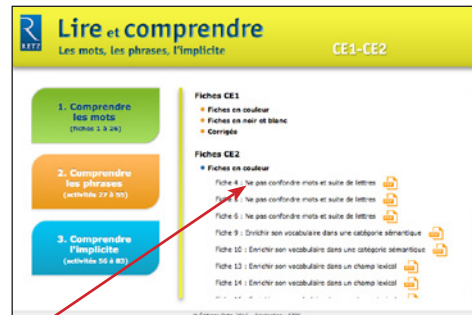 RETZ
Lire et comprendre
Les mots, les phrases, l'implicite
CE1-CE2
1. Comprendre
les mots
(fiches 1 à 26)
2. Comprendre
les phrases
(activités 27 à 55)
3. Comprendre
l'implicite
(activités 56 à 83)
Fiches CE1
Fiches en couleur
Fiches en noir et blanc
Corrigés
Fiches CE2
Fiches en couleur
Fiche 4 : Ne pas confondre mots et suite de lettres
: Ne pas confondre mots et suite de lettres
Fiche 6 : Ne pas confondre mots et suite de lettres
Fiche 9 : Enrichir son vocabulaire dans une catégorie sémantique
Fiche 10 : Enrichir son vocabulaire dans une catégorie sémantique
Fiche 13 : Enrichir son vocabulaire dans un champ lexical
Fiche 14 : Enrichir son vocabulaire dans un champ lexical